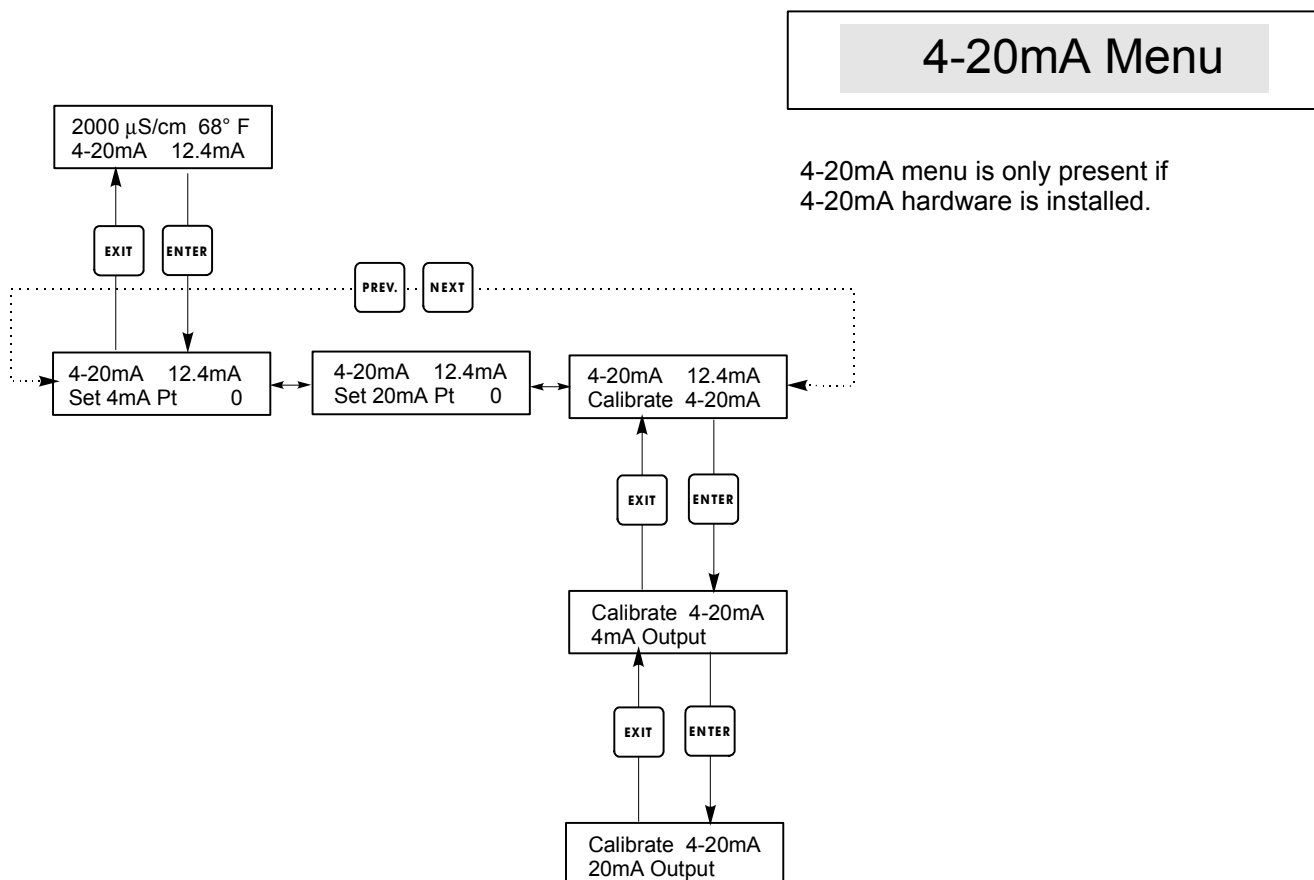 4-20mA Menu
2000 μS/cm 68° F
4-20mA 12.4mA
4-20mA menu is only present if
4-20mA hardware is installed.
EXIT
ENTER
PREV.
NEXT
4-20mA 12.4mA
Set 4mA Pt 0
4-20mA 12.4mA
Set 20mA Pt 0
4-20mA 12.4mA
Calibrate 4-20mA
EXIT
ENTER
Calibrate 4-20mA
4mA Output
EXIT
ENTER
Calibrate 4-20mA
20mA Output